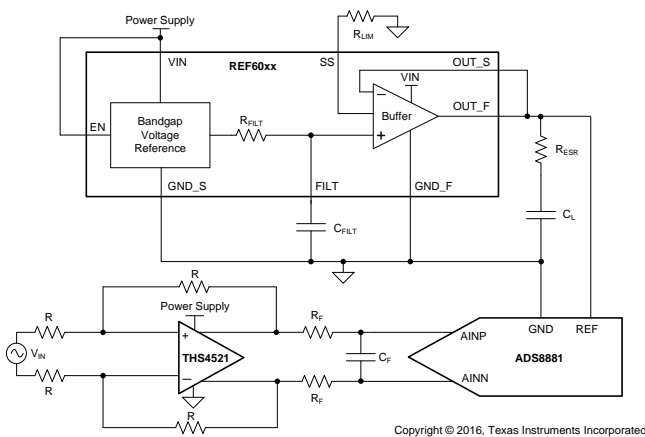 Power Supply
R_LIM
VIN
REF60xx
SS
OUT_S
VIN
OUT_F
EN
Bandgap
Voltage
Reference
R_FILT
Buffer
−
+
R_ESR
GND_S
FILT
GND_F
C_FILT
C_L
R
Power Supply
R
R_F
GND
REF
V_IN
+
THS4521
−
C_F
AINP
ADS8881
AINN
R
R_F
R
Copyright © 2016, Texas Instruments Incorporated